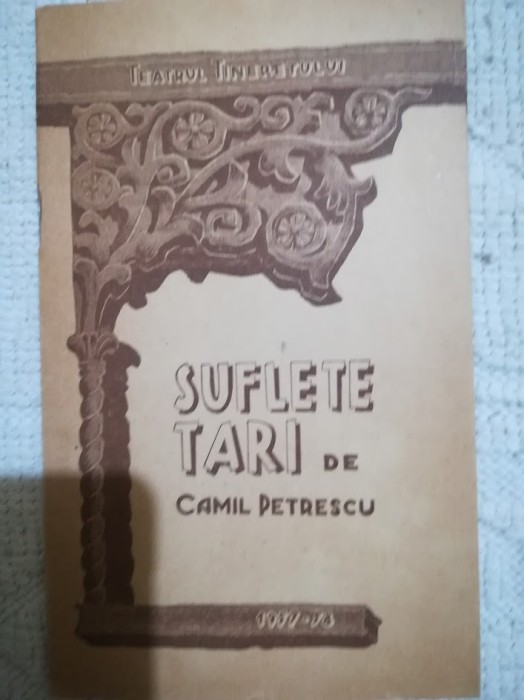 TEATRUL TINERETULUI
SUFLETE
TARI DE
CAMIL PETRESCU